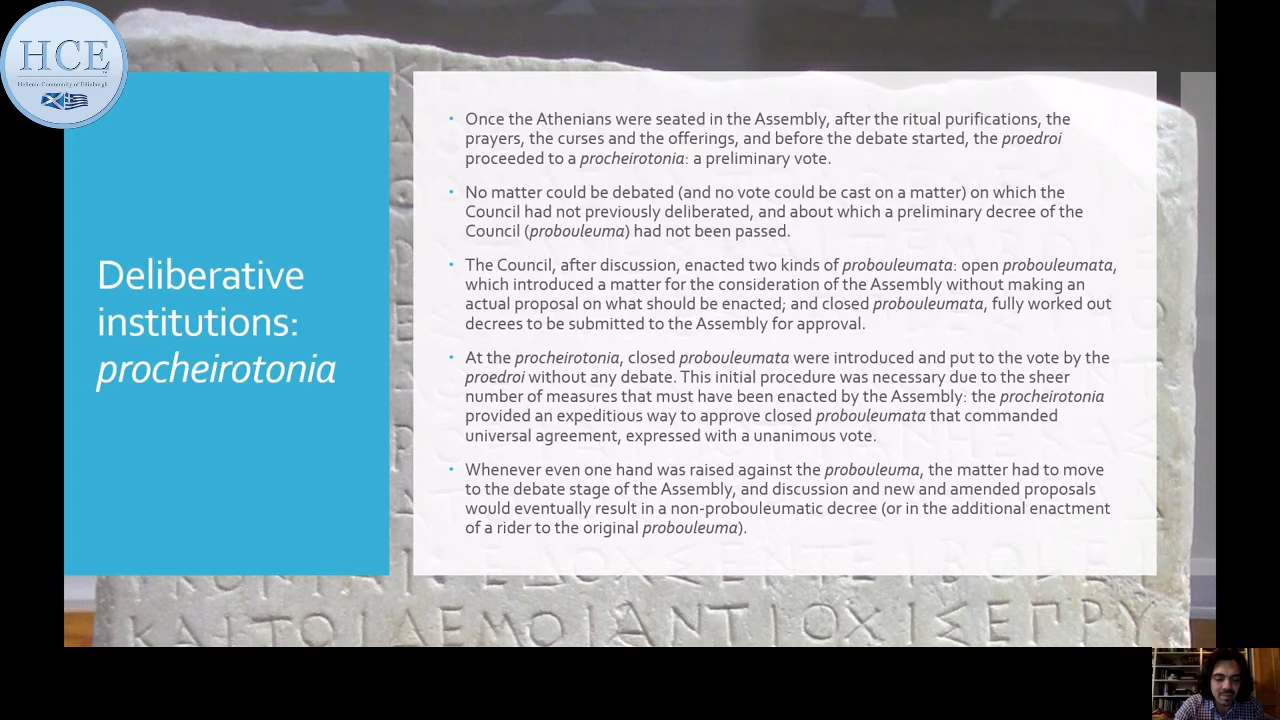 HCE
Hellenic Community of Edinburgh
Deliberative
institutions:
procheirotonia
• Once the Athenians were seated in the Assembly, after the ritual purifications, the
prayers, the curses and the offerings, and before the debate started, the proedroi
proceeded to a procheirotonia: a preliminary vote.
• No matter could be debated (and no vote could be cast on a matter) on which the
Council had not previously deliberated, and about which a preliminary decree of the
Council (probouleuma) had not been passed.
• The Council, after discussion, enacted two kinds of probouleumata: open probouleumata,
which introduced a matter for the consideration of the Assembly without making an
actual proposal on what should be enacted; and closed probouleumata, fully worked out
decrees to be submitted to the Assembly for approval.
• At the procheirotonia, closed probouleumata were introduced and put to the vote by the
proedroi without any debate. This initial procedure was necessary due to the sheer
number of measures that must have been enacted by the Assembly: the procheirotonia
provided an expeditious way to approve closed probouleumata that commanded
universal agreement, expressed with a unanimous vote.
• Whenever even one hand was raised against the probouleuma, the matter had to move
to the debate stage of the Assembly, and discussion and new and amended proposals
would eventually result in a non-probouleumatic decree (or in the additional enactment
of a rider to the original probouleuma).
ΚΑΙΤΟΙΔΕΜΟΙΑΝΤΙΟΧΙΣΕΠΡΥ